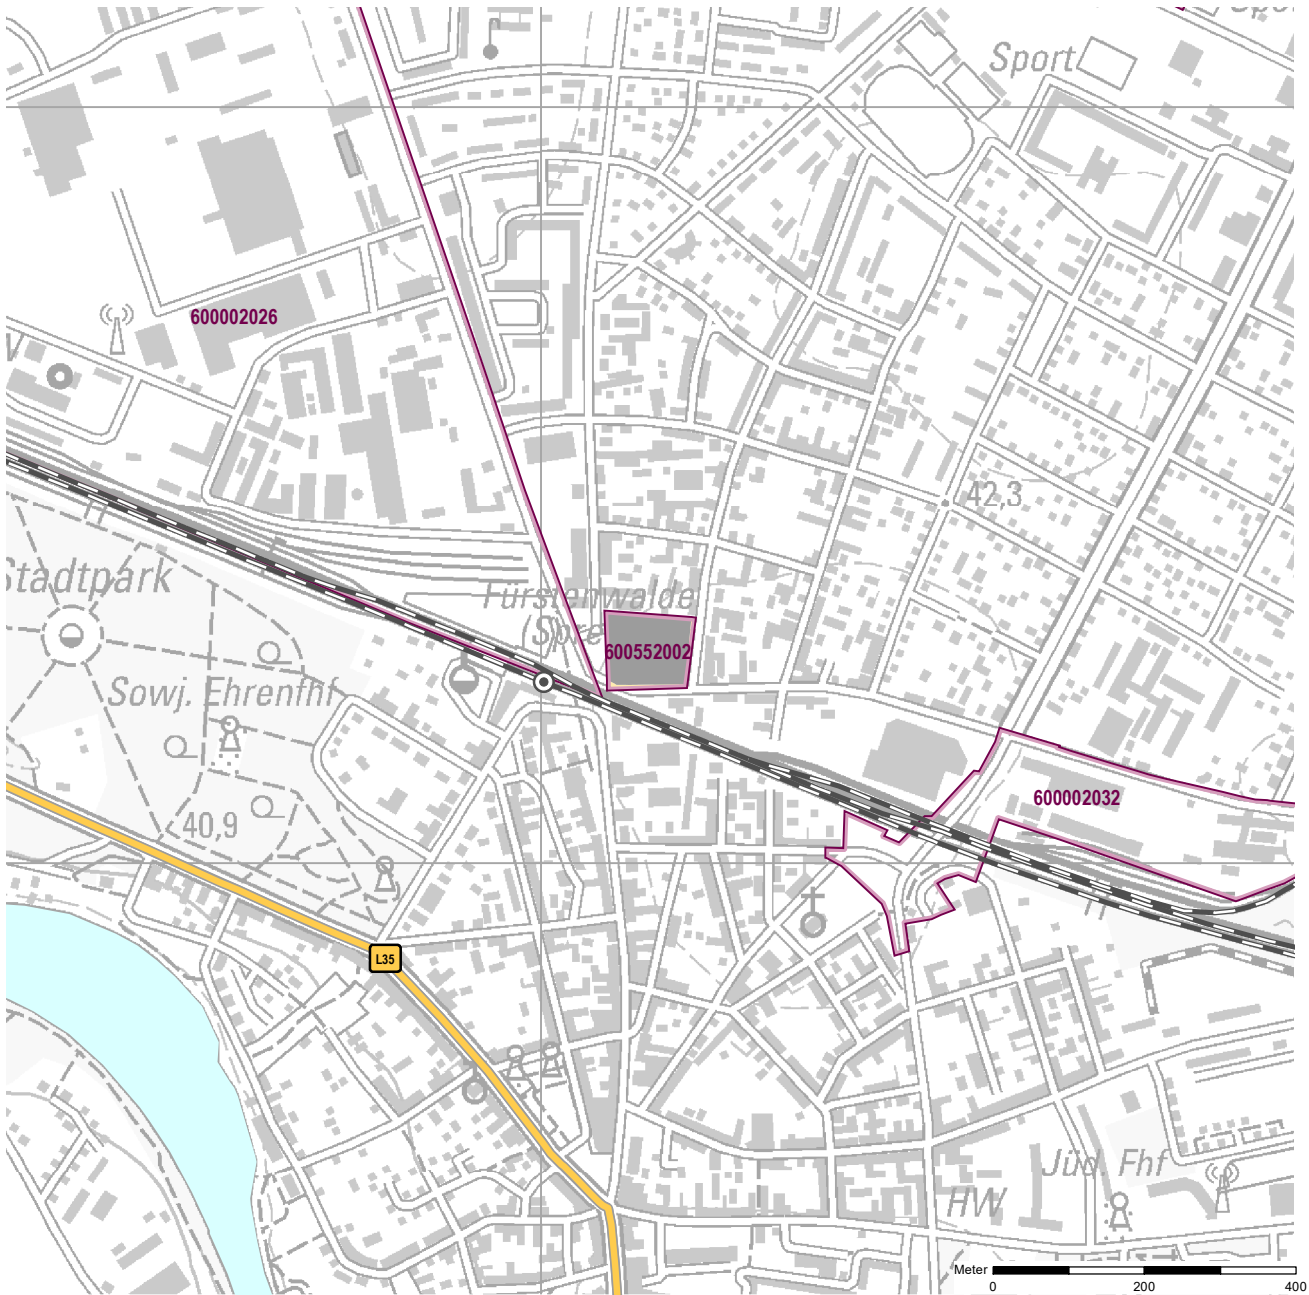 Sport
600002026
42,3
Stadtpark
Fürstenwalde
(Spree
600552002
Sowj. Ehrenfhf
600002032
40,9
L35
Jüd. Fhf
HW
Meter
0 200 400